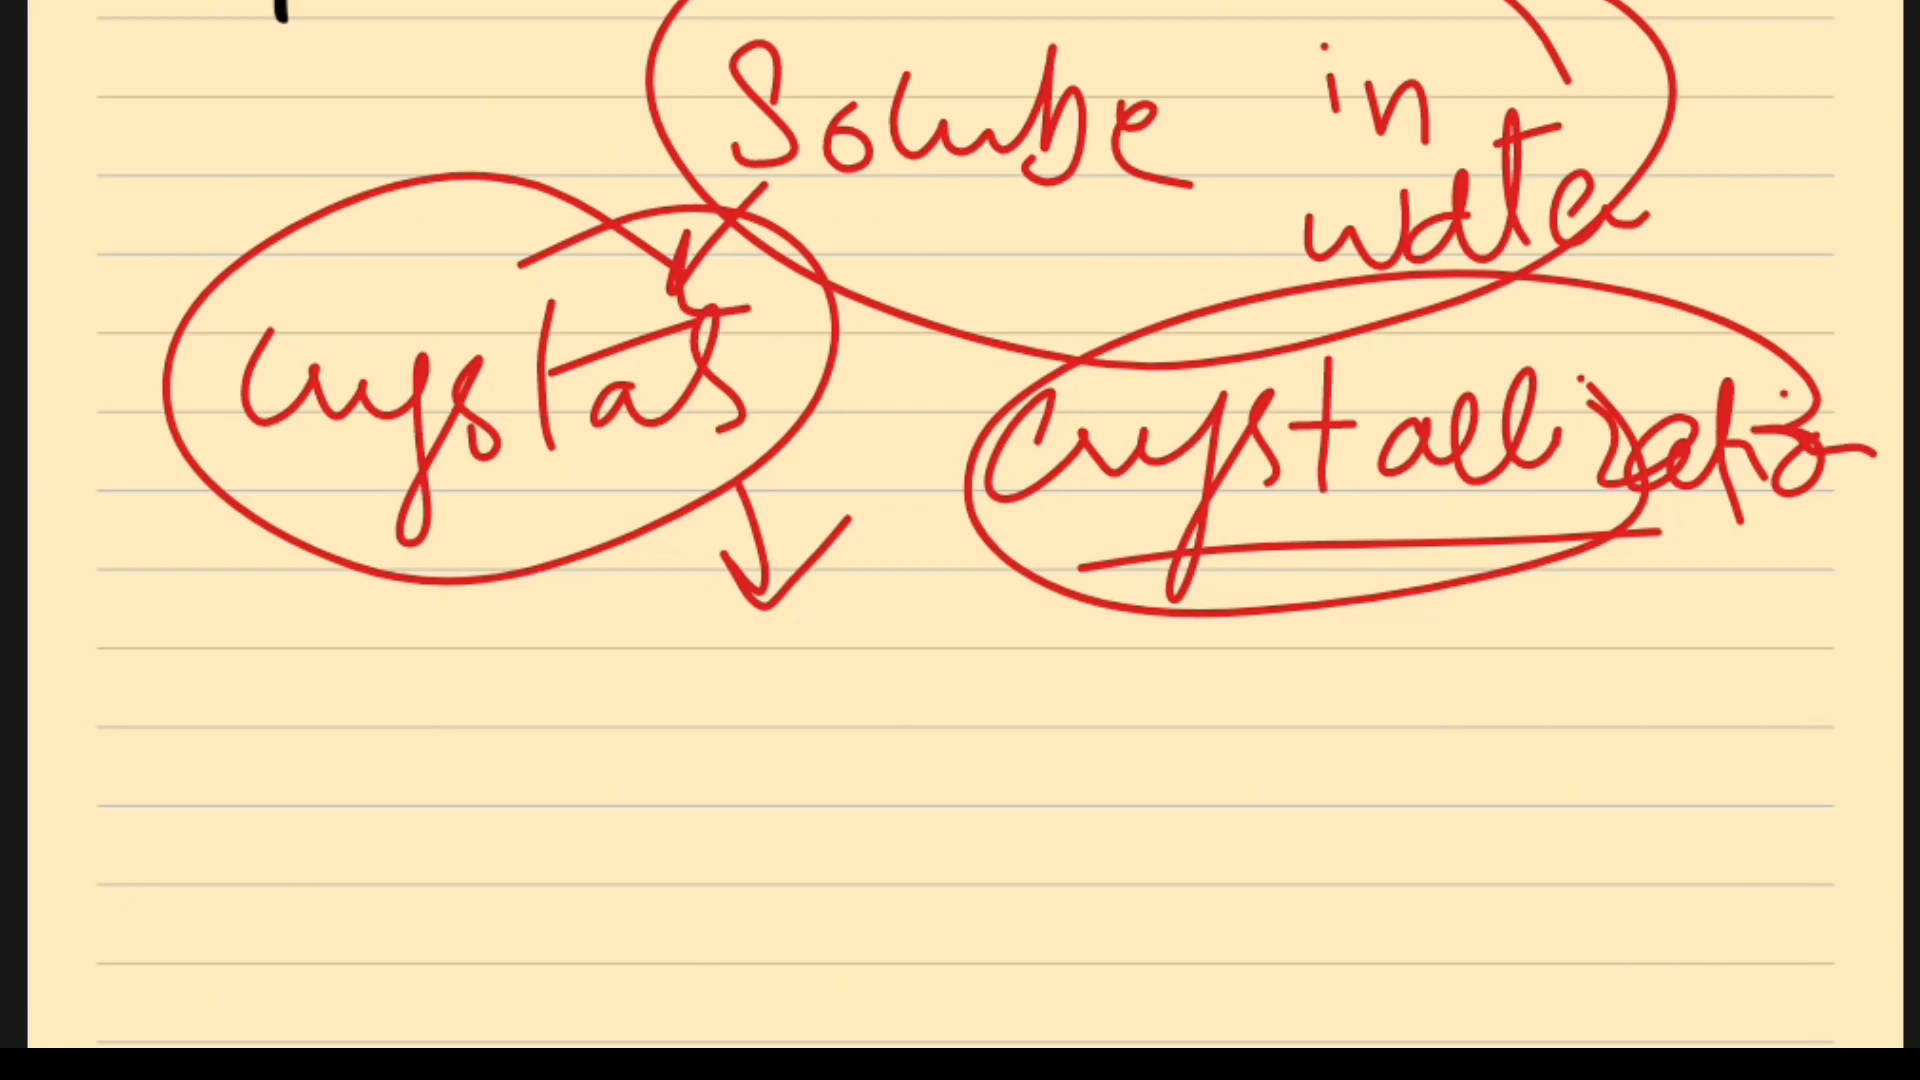 Soluble in
water
Crystals
Crystallization